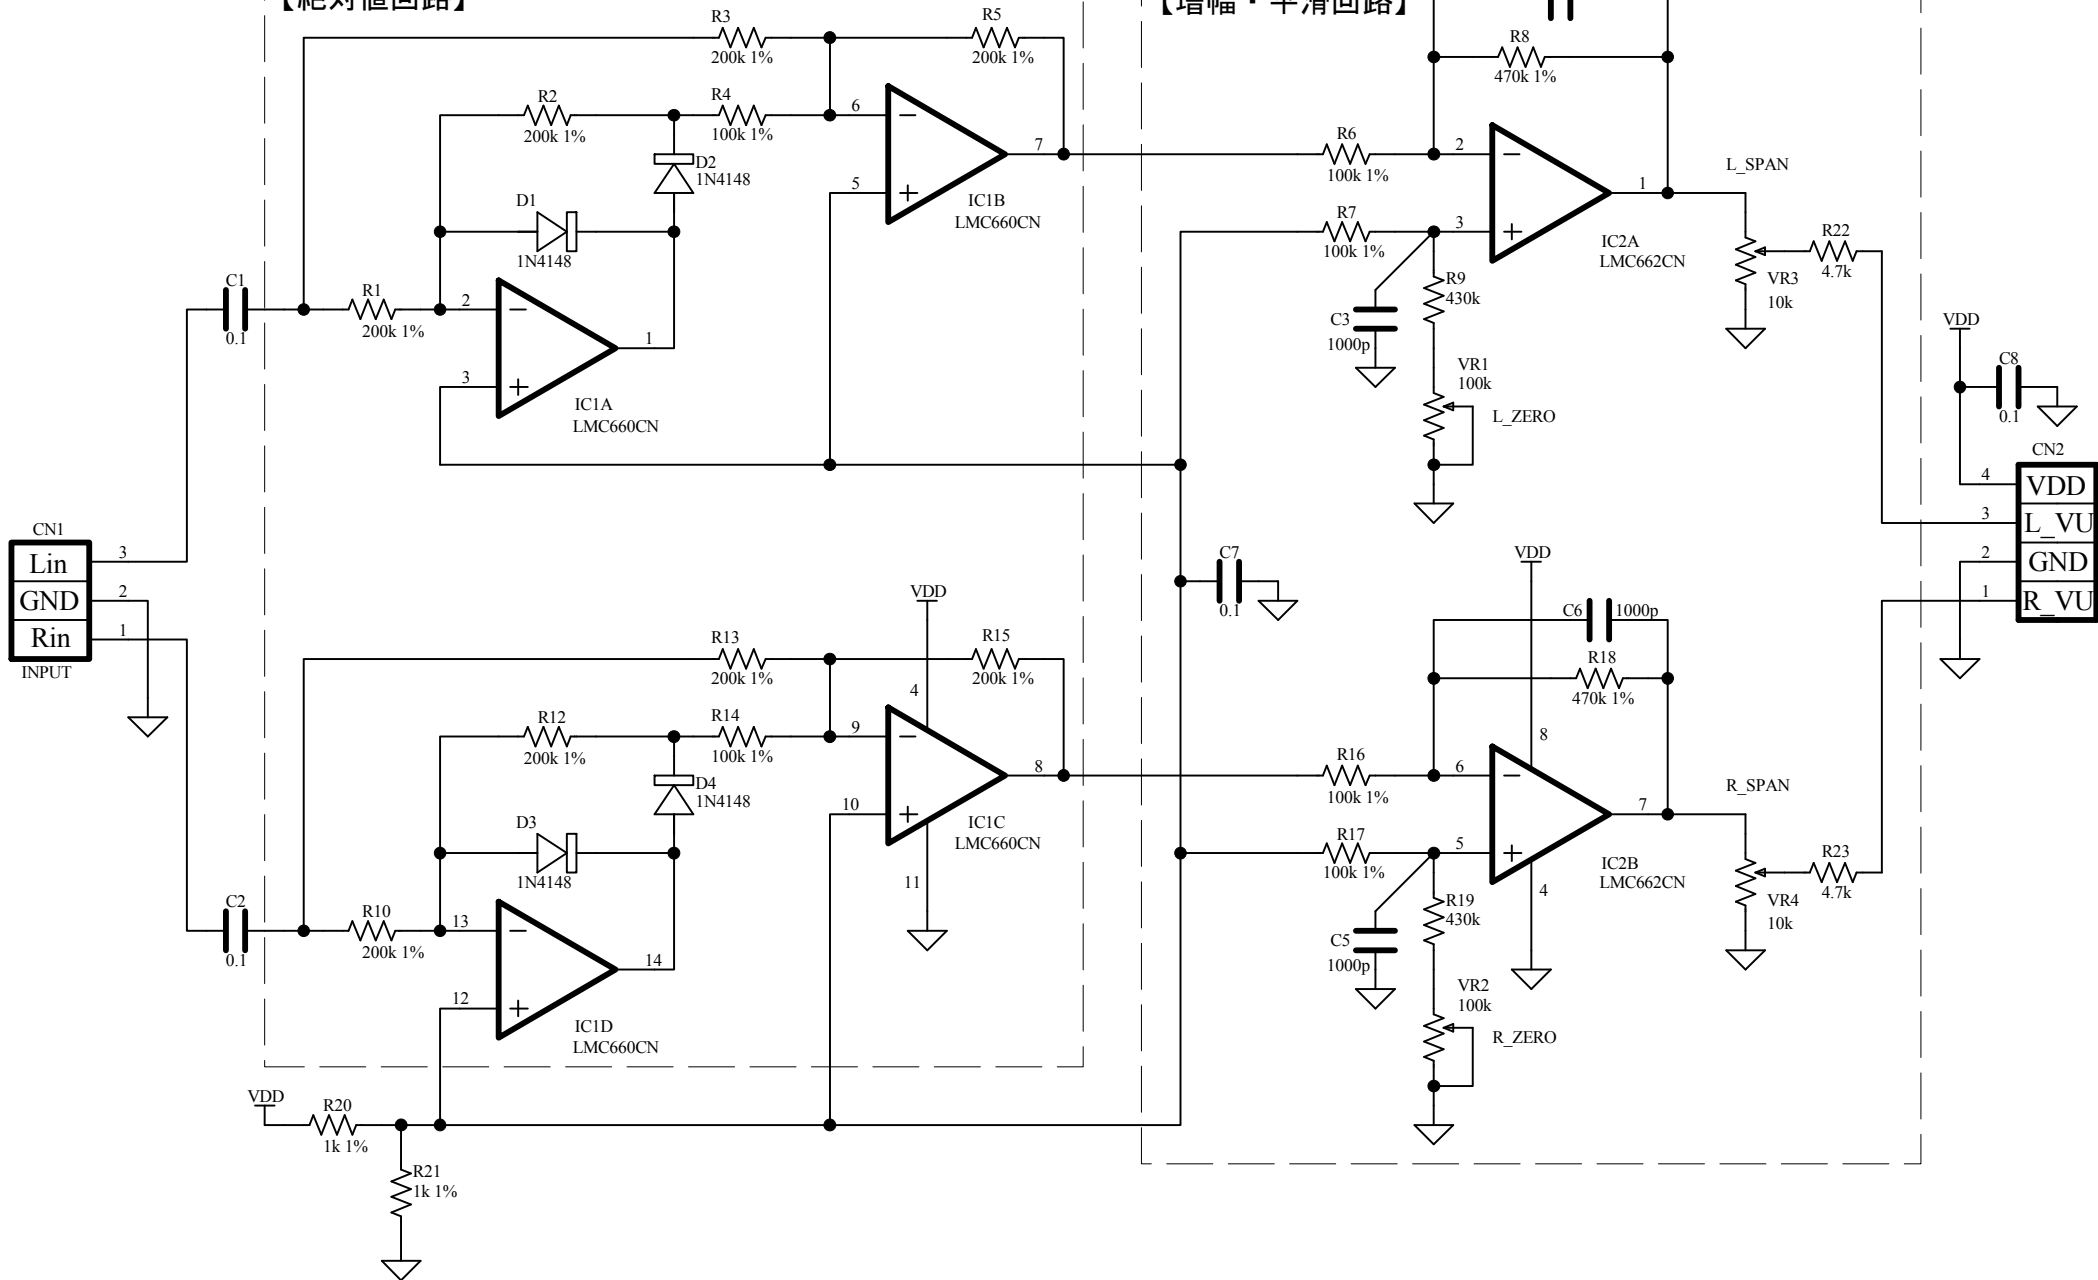 【絶対値回路】
【増幅・平滑回路】
R3
200k 1%
R5
200k 1%
R2
200k 1%
R4
100k 1%
D2
1N4148
D1
1N4148
6
5
7
IC1B
LMC660CN
C1
0.1
R1
200k 1%
2
3
1
IC1A
LMC660CN
R8
470k 1%
R6
100k 1%
R7
100k 1%
2
3
1
IC2A
LMC662CN
L_SPAN
VR3
10k
R22
4.7k
R9
430k
C3
1000p
VR1
100k
L_ZERO
VDD
C8
0.1
CN2
4
VDD
3
L_VU
2
GND
1
R_VU
CN1
Lin
3
GND
2
Rin
1
INPUT
C7
0.1
VDD
R13
200k 1%
R15
200k 1%
R12
200k 1%
R14
100k 1%
D4
1N4148
D3
1N4148
4
9
10
8
11
IC1C
LMC660CN
C2
0.1
R10
200k 1%
13
12
14
IC1D
LMC660CN
VDD
C6
1000p
R18
470k 1%
R16
100k 1%
R17
100k 1%
8
6
5
7
4
IC2B
LMC662CN
R_SPAN
VR4
10k
R23
4.7k
R19
430k
C5
1000p
VR2
100k
R_ZERO
VDD
R20
1k 1%
R21
1k 1%